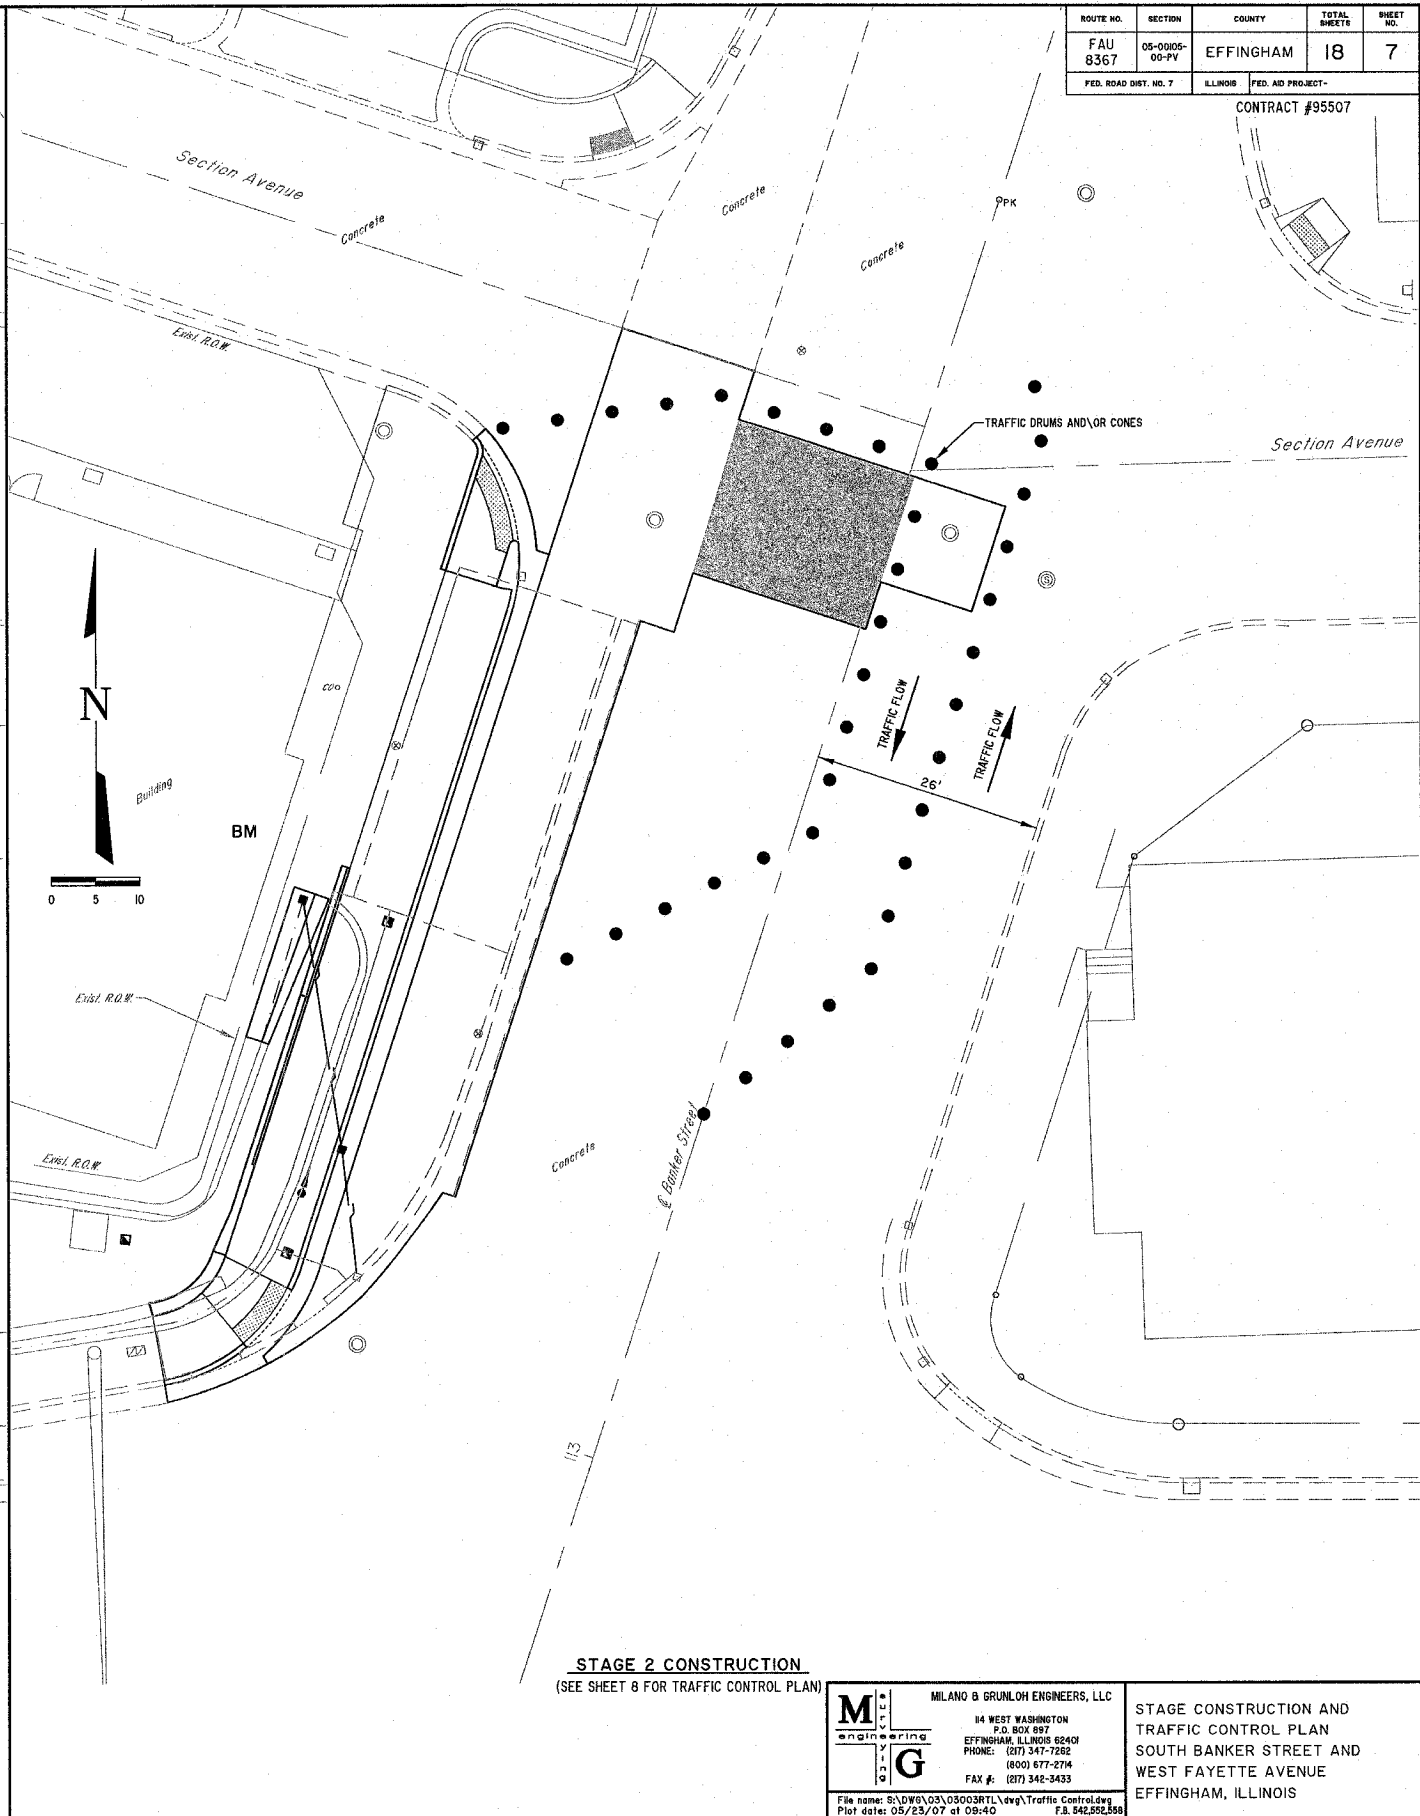 ROUTE NO. SECTION COUNTY TOTAL SHEETS SHEET NO.
FAU 8367 05-00105-00-PV EFFINGHAM 18 7
FED. ROAD DIST. NO. 7 ILLINOIS FED. AID PROJECT-
CONTRACT #95507
Section Avenue
Concrete
Concrete
Concrete
PK
Exist. R.O.W.
TRAFFIC DRUMS AND\OR CONES
Section Avenue
S
N
CO
TRAFFIC FLOW
TRAFFIC FLOW
26'
Building
BM
0 5 10
Exist. R.O.W.
Exist. R.O.W.
Concrete
℄ Banker Street
113
STAGE 2 CONSTRUCTION
(SEE SHEET 8 FOR TRAFFIC CONTROL PLAN)
M G
surveying
engineering
MILANO & GRUNLOH ENGINEERS, LLC
114 WEST WASHINGTON
P.O. BOX 897
EFFINGHAM, ILLINOIS 62401
PHONE: (217) 347-7262
(800) 677-2714
FAX #: (217) 342-3433
File name: S:\DWG\03\03003RTL\dwg\Traffic Control.dwg
Plot date: 05/23/07 at 09:40 F.B. 542,552,558
STAGE CONSTRUCTION AND
TRAFFIC CONTROL PLAN
SOUTH BANKER STREET AND
WEST FAYETTE AVENUE
EFFINGHAM, ILLINOIS